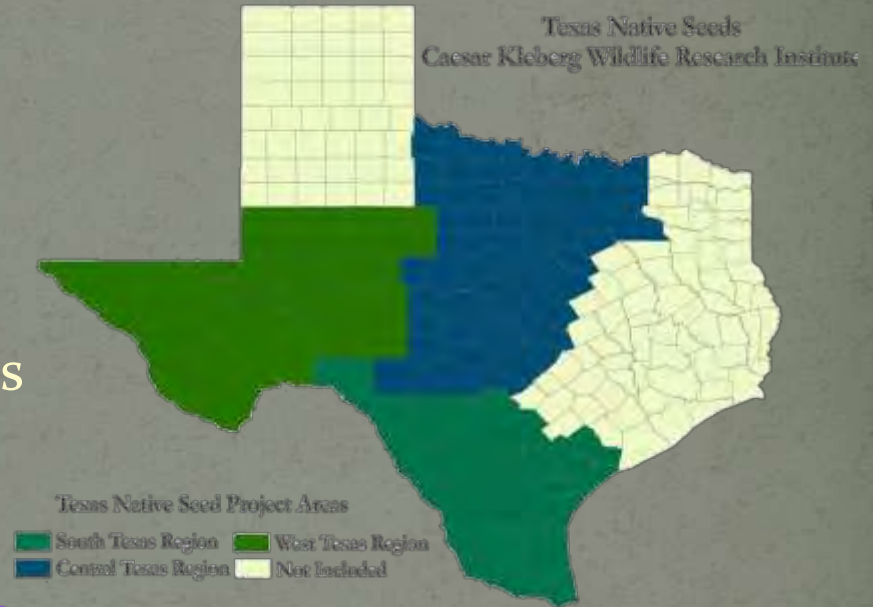 Texas Native Seeds
Caesar Kleberg Wildlife Research Institute
s
Texas Native Seed Project Areas
South Texas Region West Texas Region
Central Texas Region Not Included